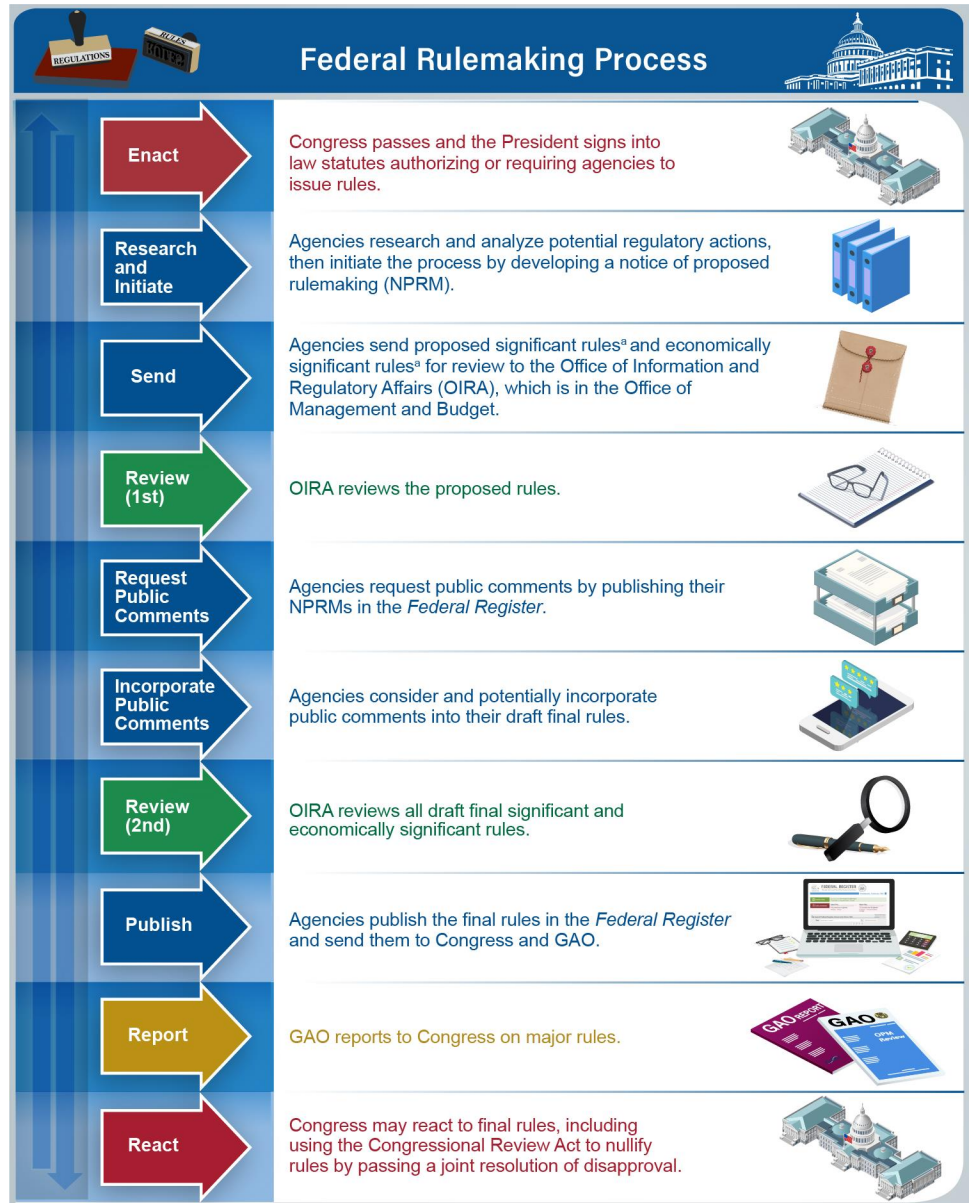 REGULATIONS
RULES
Federal Rulemaking Process
Enact
Congress passes and the President signs into
law statutes authorizing or requiring agencies to
issue rules.
Research
and
Initiate
Agencies research and analyze potential regulatory actions,
then initiate the process by developing a notice of proposed
rulemaking (NPRM).
Send
Agencies send proposed significant rulesª and economically
significant rulesª for review to the Office of Information and
Regulatory Affairs (OIRA), which is in the Office of
Management and Budget.
Review
(1st)
OIRA reviews the proposed rules.
Request
Public
Comments
Agencies request public comments by publishing their
NPRMs in the Federal Register.
Incorporate
Public
Comments
Agencies consider and potentially incorporate
public comments into their draft final rules.
Review
(2nd)
OIRA reviews all draft final significant and
economically significant rules.
Publish
Agencies publish the final rules in the Federal Register
and send them to Congress and GAO.
FEDERAL REGISTER
Report
GAO reports to Congress on major rules.
GAO REPORT
GAO
OPM
Review
React
Congress may react to final rules, including
using the Congressional Review Act to nullify
rules by passing a joint resolution of disapproval.